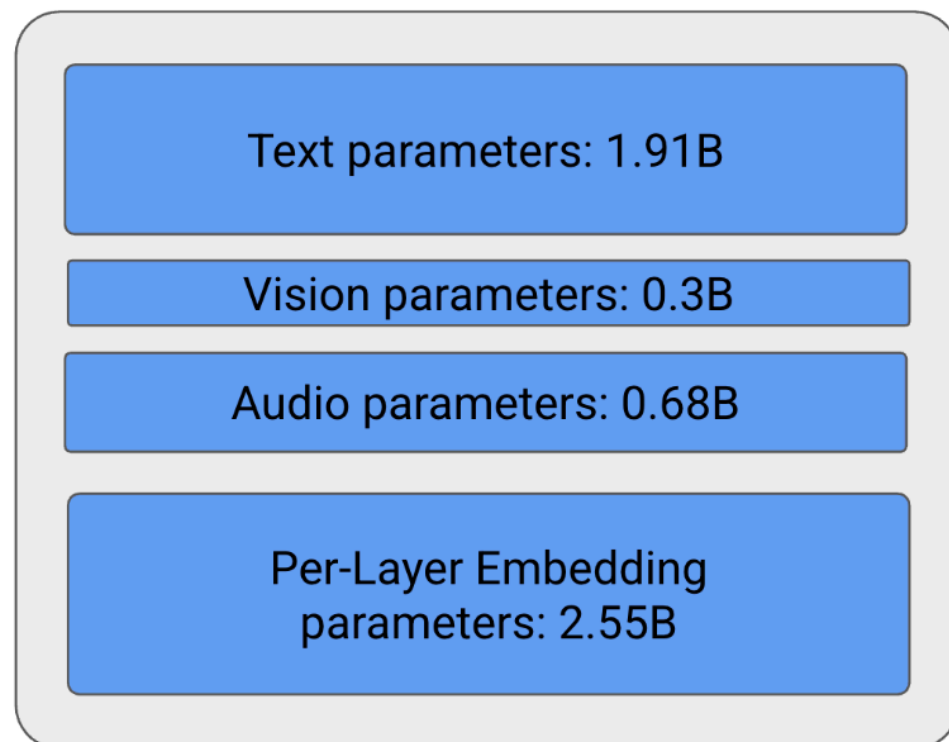 Text parameters: 1.91B
Vision parameters: 0.3B
Audio parameters: 0.68B
Per-Layer Embedding
parameters: 2.55B